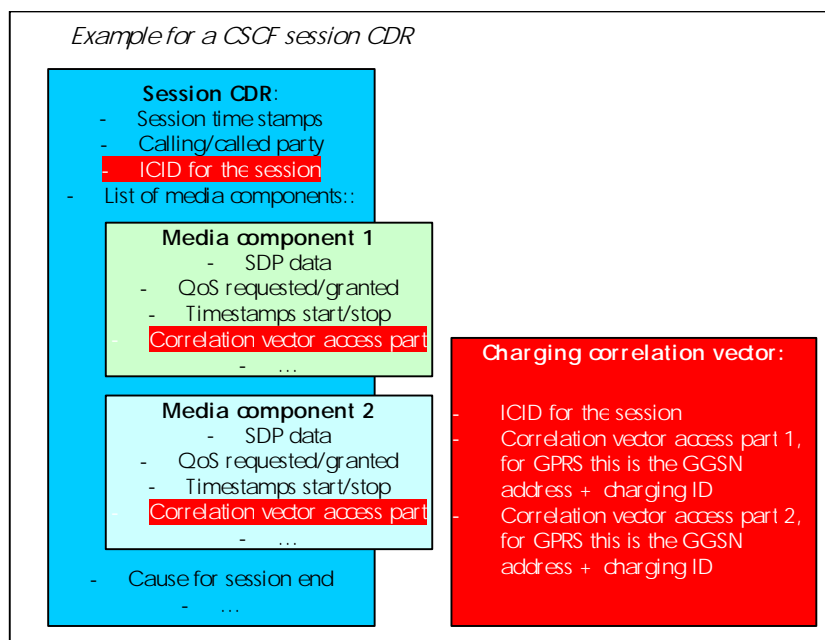 Example for a CSCF session CDR
Session CDR:
- Session time stamps
- Calling/called party
- ICID for the session
- List of media components::
Media component 1
- SDP data
- QoS requested/granted
- Timestamps start/stop
- Correlation vector access part
- ...
Media component 2
- SDP data
- QoS requested/granted
- Timestamps start/stop
- Correlation vector access part
- ...
- Cause for session end
- ...
Charging correlation vector:
- ICID for the session
- Correlation vector access part 1,
for GPRS this is the GGSN
address + charging ID
- Correlation vector access part 2,
for GPRS this is the GGSN
address + charging ID